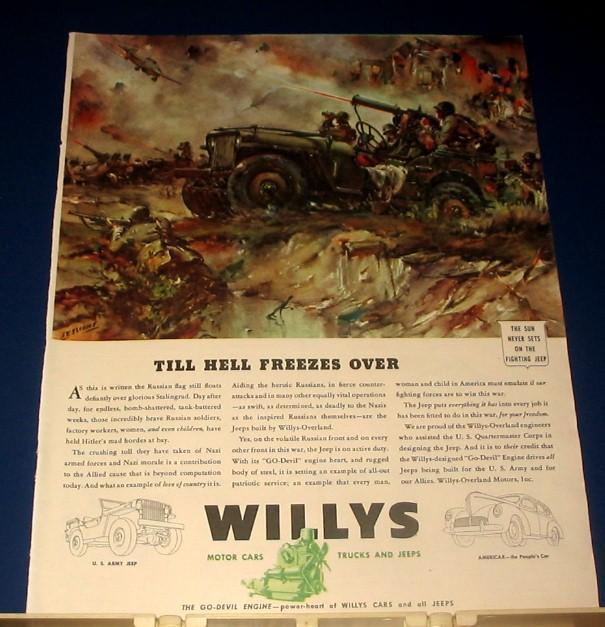 THE SUN
NEVER SETS
ON THE
FIGHTING JEEP
TILL HELL FREEZES OVER
As this is written the Russian flag still floats
defiantly over glorious Stalingrad. Day after
day, for endless, bomb-shattered, tank-battered
weeks, those incredibly brave Russian soldiers,
factory workers, women, and even children, have
held Hitler's mad hordes at bay.
The crushing toll they have taken of Nazi
armed forces and Nazi morale is a contribution
to the Allied cause that is beyond computation
today. And what an example of love of country it is.
Aiding the heroic Russians, in fierce counter-
attacks and in many other equally vital operations
—as swift, as determined, as deadly to the Nazis
as the inspired Russians themselves—are the
Jeeps built by Willys-Overland.
Yes, on the volatile Russian front and on every
other front in this war, the Jeep is on active duty.
With its "GO-Devil" engine heart, and rugged
body of steel, it is setting an example of all-out
patriotic service; an example that every man,
woman and child in America must emulate if our
fighting forces are to win this war.
The Jeep puts everything it has into every job it
has been fitted to do in this war, for your freedom.
We are proud of the Willys-Overland engineers
who assisted the U. S. Quartermaster Corps in
designing the Jeep. And it is to their credit that
the Willys-designed "Go-Devil" Engine drives all
Jeeps being built for the U. S. Army and for
our Allies. Willys-Overland Motors, Inc.
WILLYS
MOTOR CARS TRUCKS AND JEEPS
U. S. ARMY JEEP
AMERICAR—the People's Car
THE GO-DEVIL ENGINE—power-heart of WILLYS CARS and all JEEPS